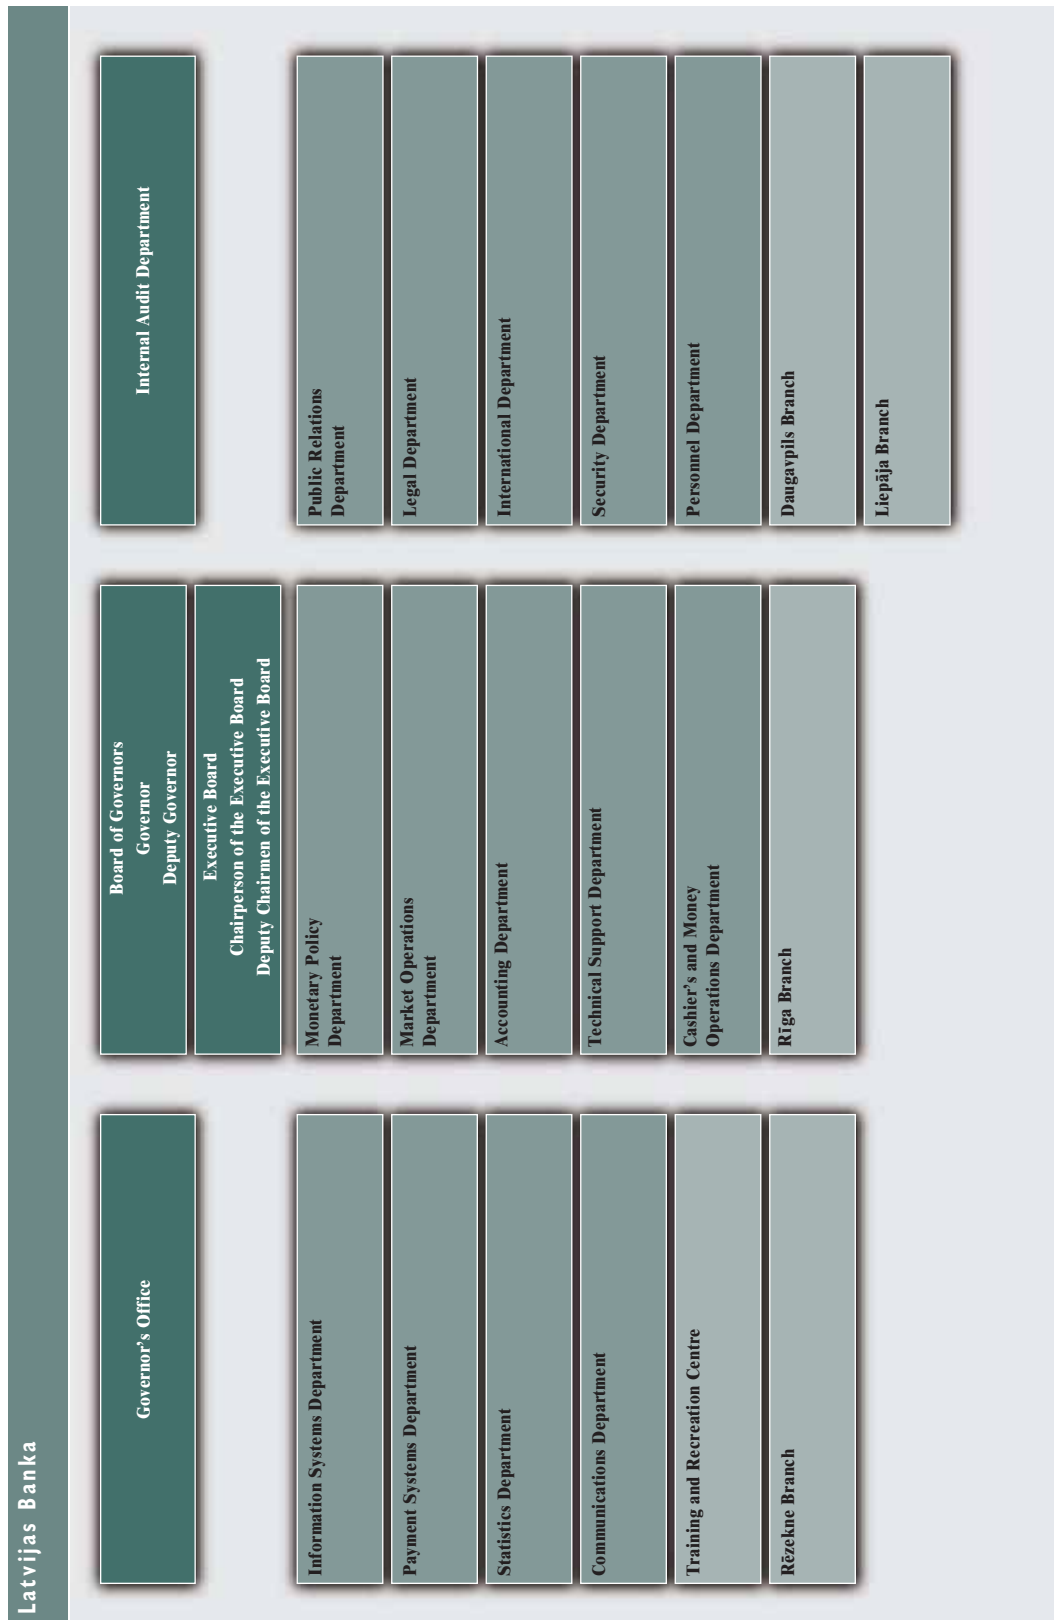 Latvijas Banka
Governor's Office
Board of Governors
Governor
Deputy Governor
Executive Board
Chairperson of the Executive Board
Deputy Chairmen of the Executive Board
Internal Audit Department
Information Systems Department
Payment Systems Department
Statistics Department
Communications Department
Training and Recreation Centre
Rēzekne Branch
Monetary Policy
Department
Market Operations
Department
Accounting Department
Technical Support Department
Cashier's and Money
Operations Department
Rīga Branch
Public Relations
Department
Legal Department
International Department
Security Department
Personnel Department
Daugavpils Branch
Liepāja Branch